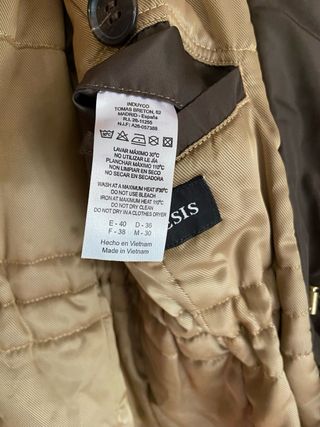 INDUYCO
TOMAS BRETON, 62
MADRID - España
R.I. 28-11255
N.I.F: A28-057388
LAVAR MÁXIMO 30ºC
NO UTILIZAR LEJÍA
PLANCHAR MÁXIMO 110ºC
NO LIMPIAR EN SECO
NO SECAR EN SECADORA
WASH AT A MAXIMUM HEAT OF 30ºC
DO NOT USE BLEACH
IRON AT MAXIMUM HEAT 110ºC
DO NOT DRY CLEAN
DO NOT DRY IN A CLOTHES DRYER
E - 40 D - 36
F - 38 M - 30
Hecho en Vietnam
Made in Vietnam